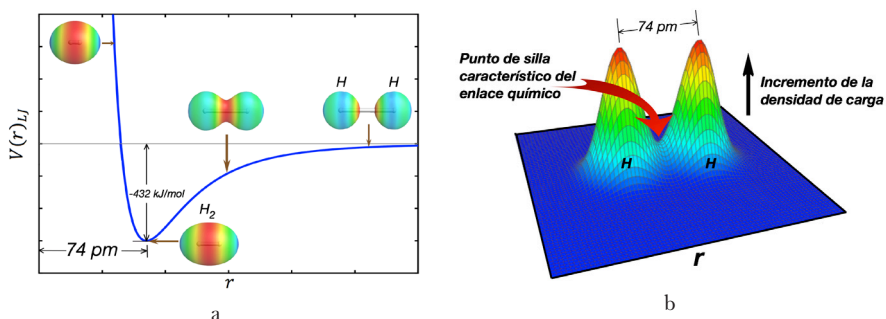 V(r)LJ
H H
-432 kJ/mol
H2
74 pm
r
a
74 pm
Punto de silla
característico del
enlace químico
Incremento de la
densidad de carga
H H
r
b